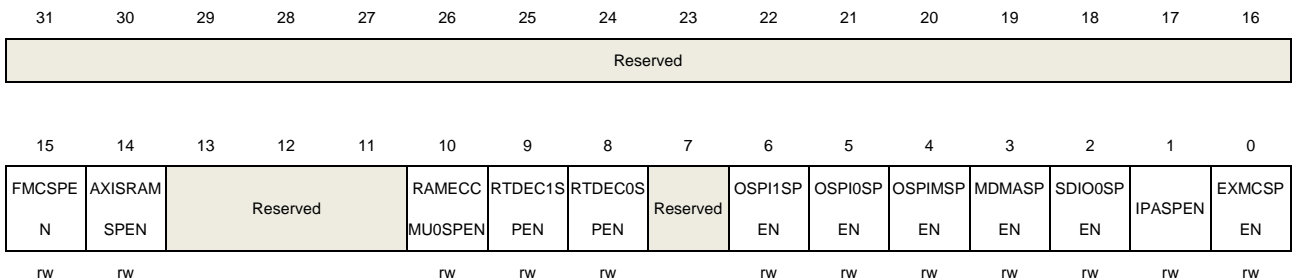 31 30 29 28 27 26 25 24 23 22 21 20 19 18 17 16
Reserved
15 14 13 12 11 10 9 8 7 6 5 4 3 2 1 0
FMCSPE AXISRAM RAMECC RTDEC1S RTDEC0S OSPI1SP OSPI0SP OSPIMSP MDMASP SDIO0SP EXMCSP
Reserved Reserved IPASPEN
N SPEN MU0SPEN PEN PEN EN EN EN EN EN EN
rw rw rw rw rw rw rw rw rw rw rw rw